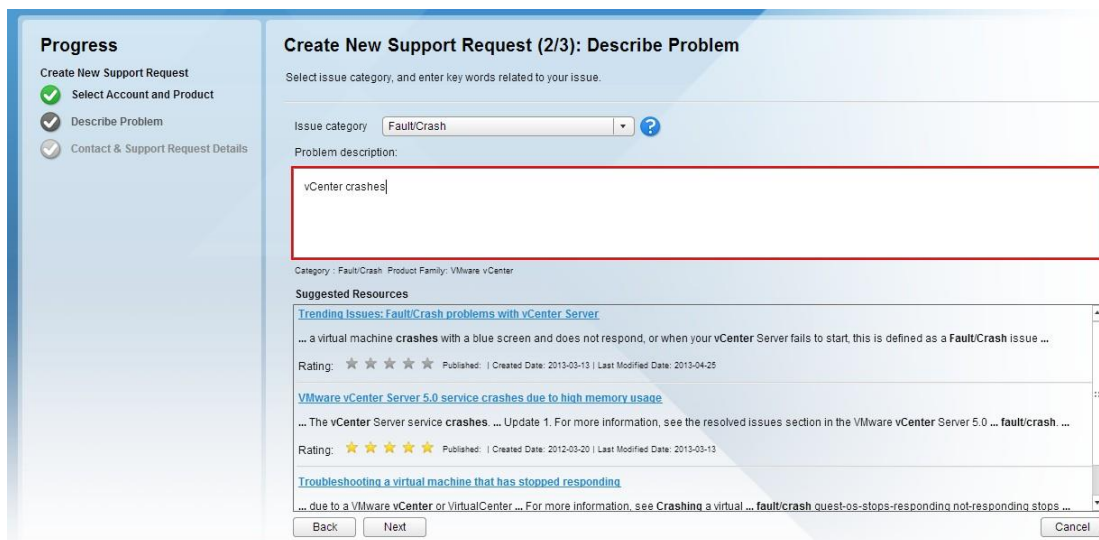 Progress
Create New Support Request
Select Account and Product
Describe Problem
Contact & Support Request Details
Create New Support Request (2/3): Describe Problem
Select issue category, and enter key words related to your issue.
Issue category Fault/Crash ?
Problem description:
vCenter crashes
Category : Fault/Crash Product Family: VMware vCenter
Suggested Resources
Trending Issues: Fault/Crash problems with vCenter Server
... a virtual machine crashes with a blue screen and does not respond, or when your vCenter Server fails to start, this is defined as a Fault/Crash issue ...
Rating: Published: | Created Date: 2013-03-13 | Last Modified Date: 2013-04-25
VMware vCenter Server 5.0 service crashes due to high memory usage
... The vCenter Server service crashes. ... Update 1. For more information, see the resolved issues section in the VMware vCenter Server 5.0 ... fault/crash. ...
Rating: Published: | Created Date: 2012-03-20 | Last Modified Date: 2013-03-13
Troubleshooting a virtual machine that has stopped responding
... due to a VMware vCenter or VirtualCenter ... For more information, see Crashing a virtual ... fault/crash guest-os-stops-responding not-responding stops ...
Back Next Cancel